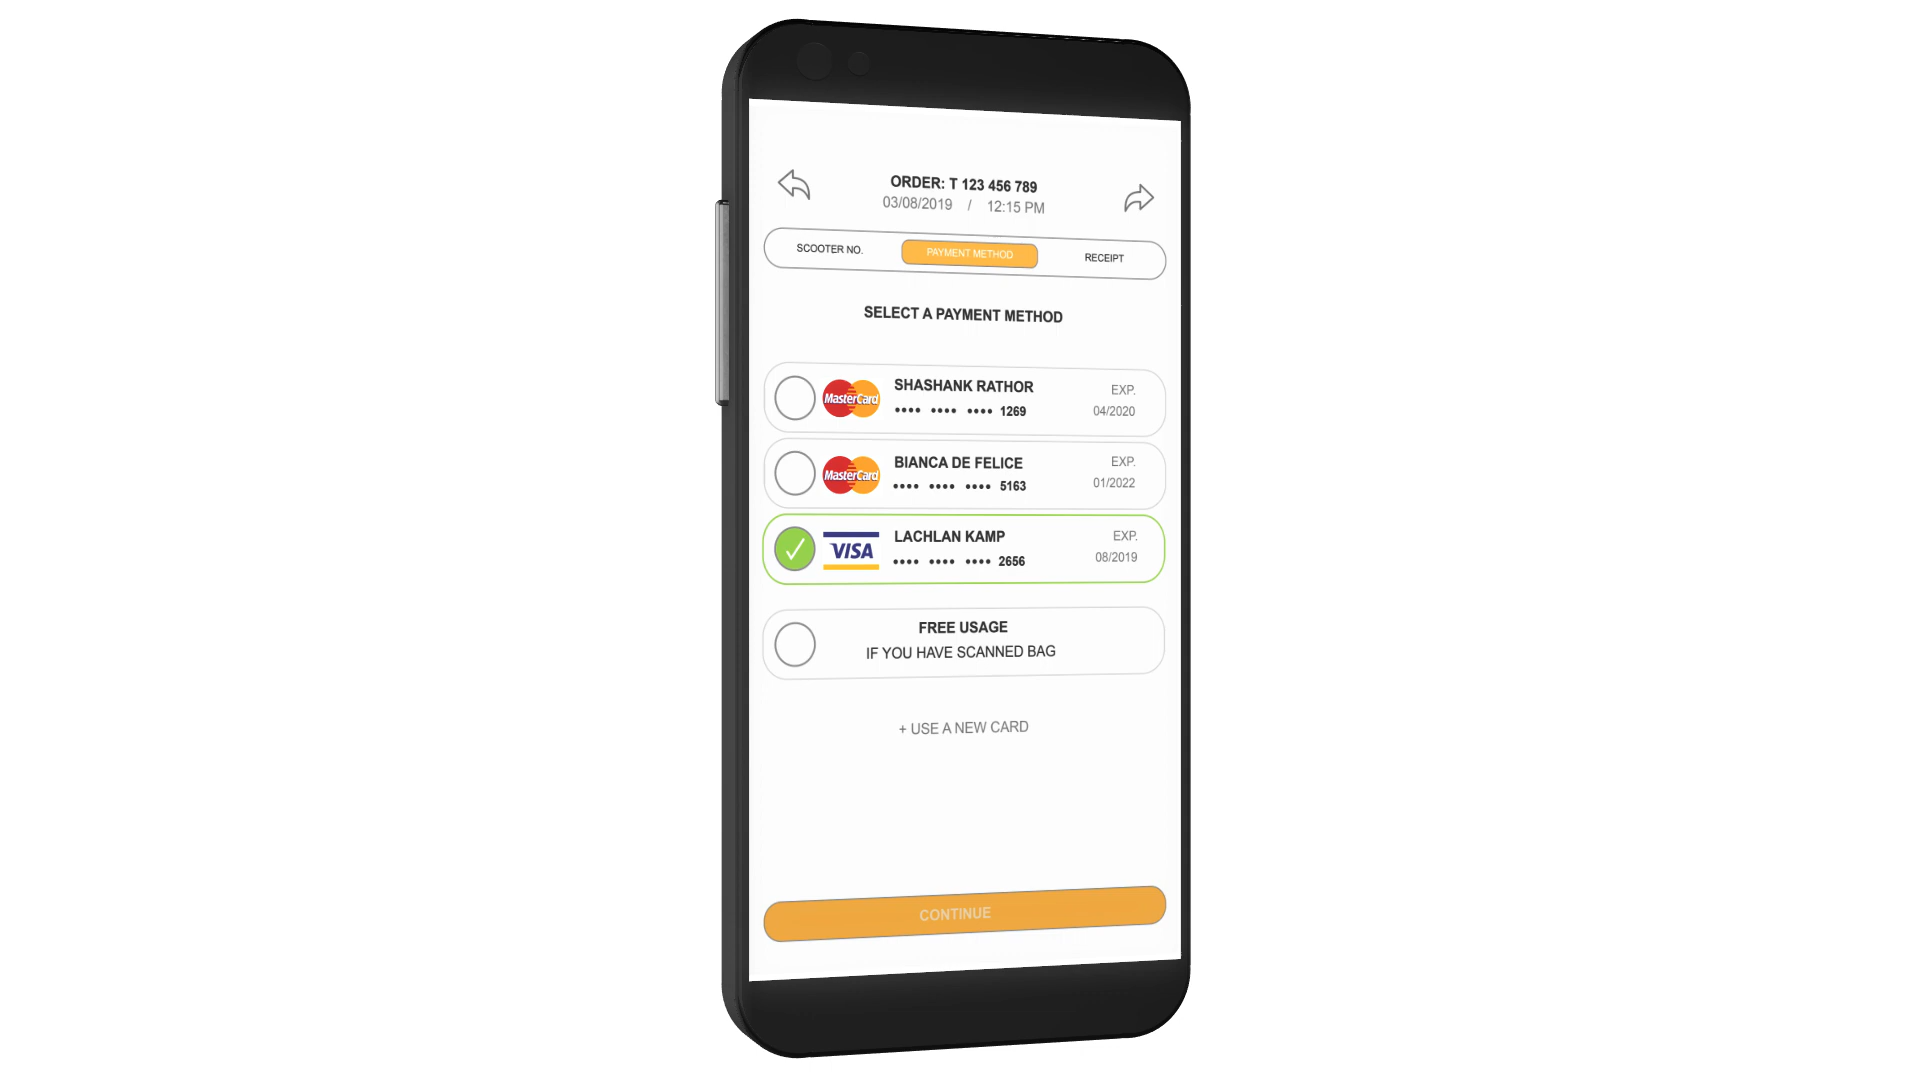 ORDER: T 123 456 789
03/08/2019 / 12:15 PM
SCOOTER NO. PAYMENT METHOD RECEIPT
SELECT A PAYMENT METHOD
MasterCard SHASHANK RATHOR EXP.
•••• •••• •••• 1269 04/2020
MasterCard BIANCA DE FELICE EXP.
•••• •••• •••• 5163 01/2022
VISA LACHLAN KAMP EXP.
•••• •••• •••• 2656 08/2019
FREE USAGE
IF YOU HAVE SCANNED BAG
+ USE A NEW CARD
CONTINUE